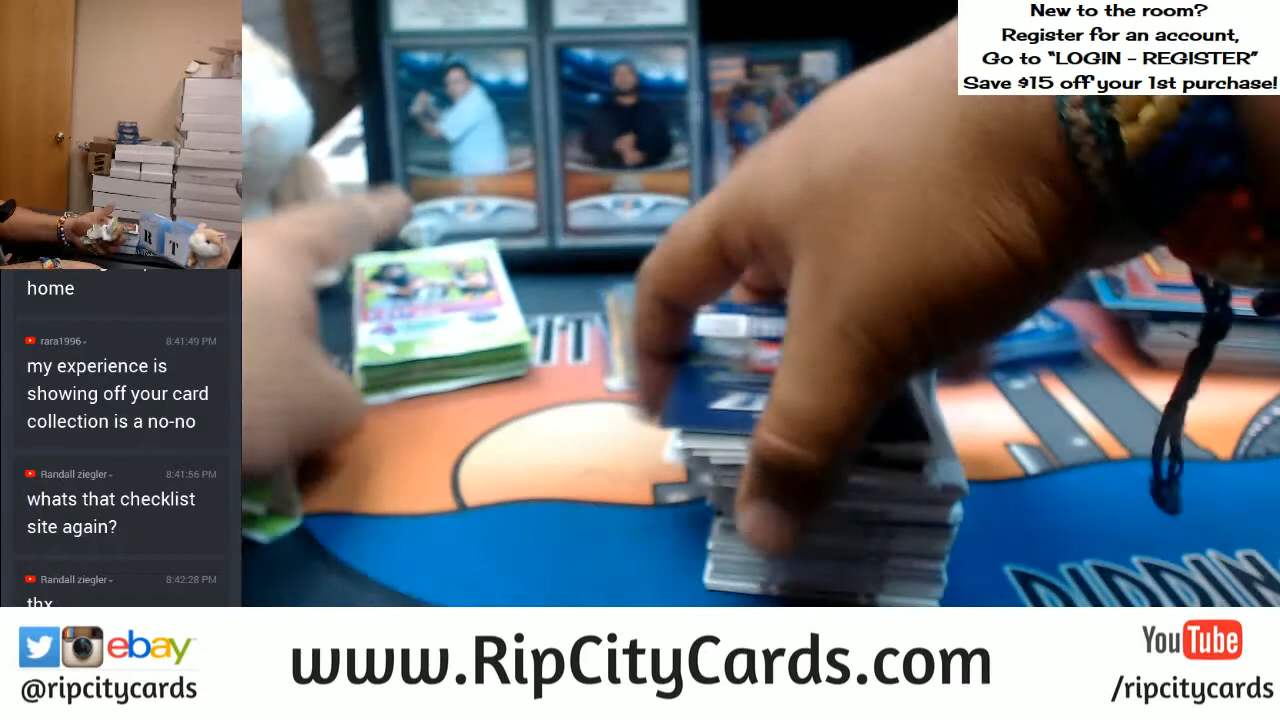 New to the room?
Register for an account,
Go to "LOGIN - REGISTER"
Save $15 off your 1st purchase!
R T
home
rara1996
8:41:49 PM
my experience is
showing off your card
collection is a no-no
Randall ziegler
8:41:56 PM
whats that checklist
site again?
Randall ziegler
8:42:28 PM
thx
ebay
@ripcitycards
www.RipCityCards.com
YouTube
/ripcitycards